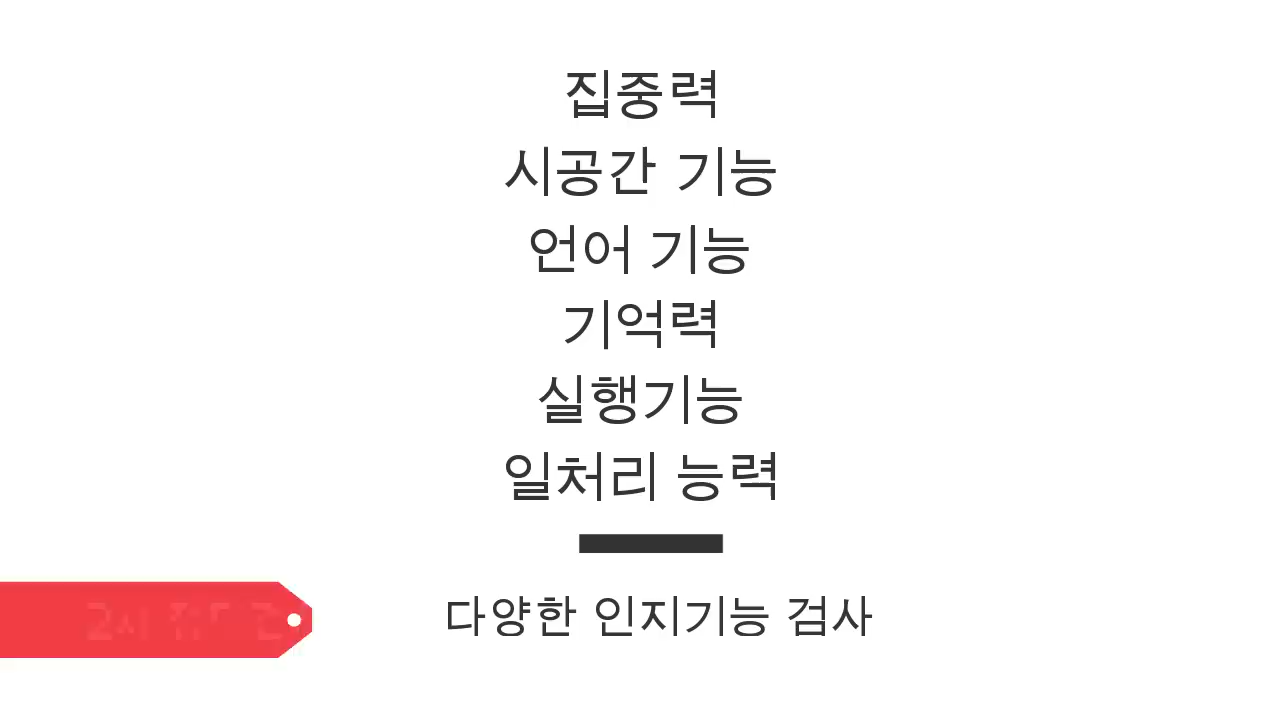 집중력
시공간 기능
언어 기능
기억력
실행기능
일처리 능력
다양한 인지기능 검사